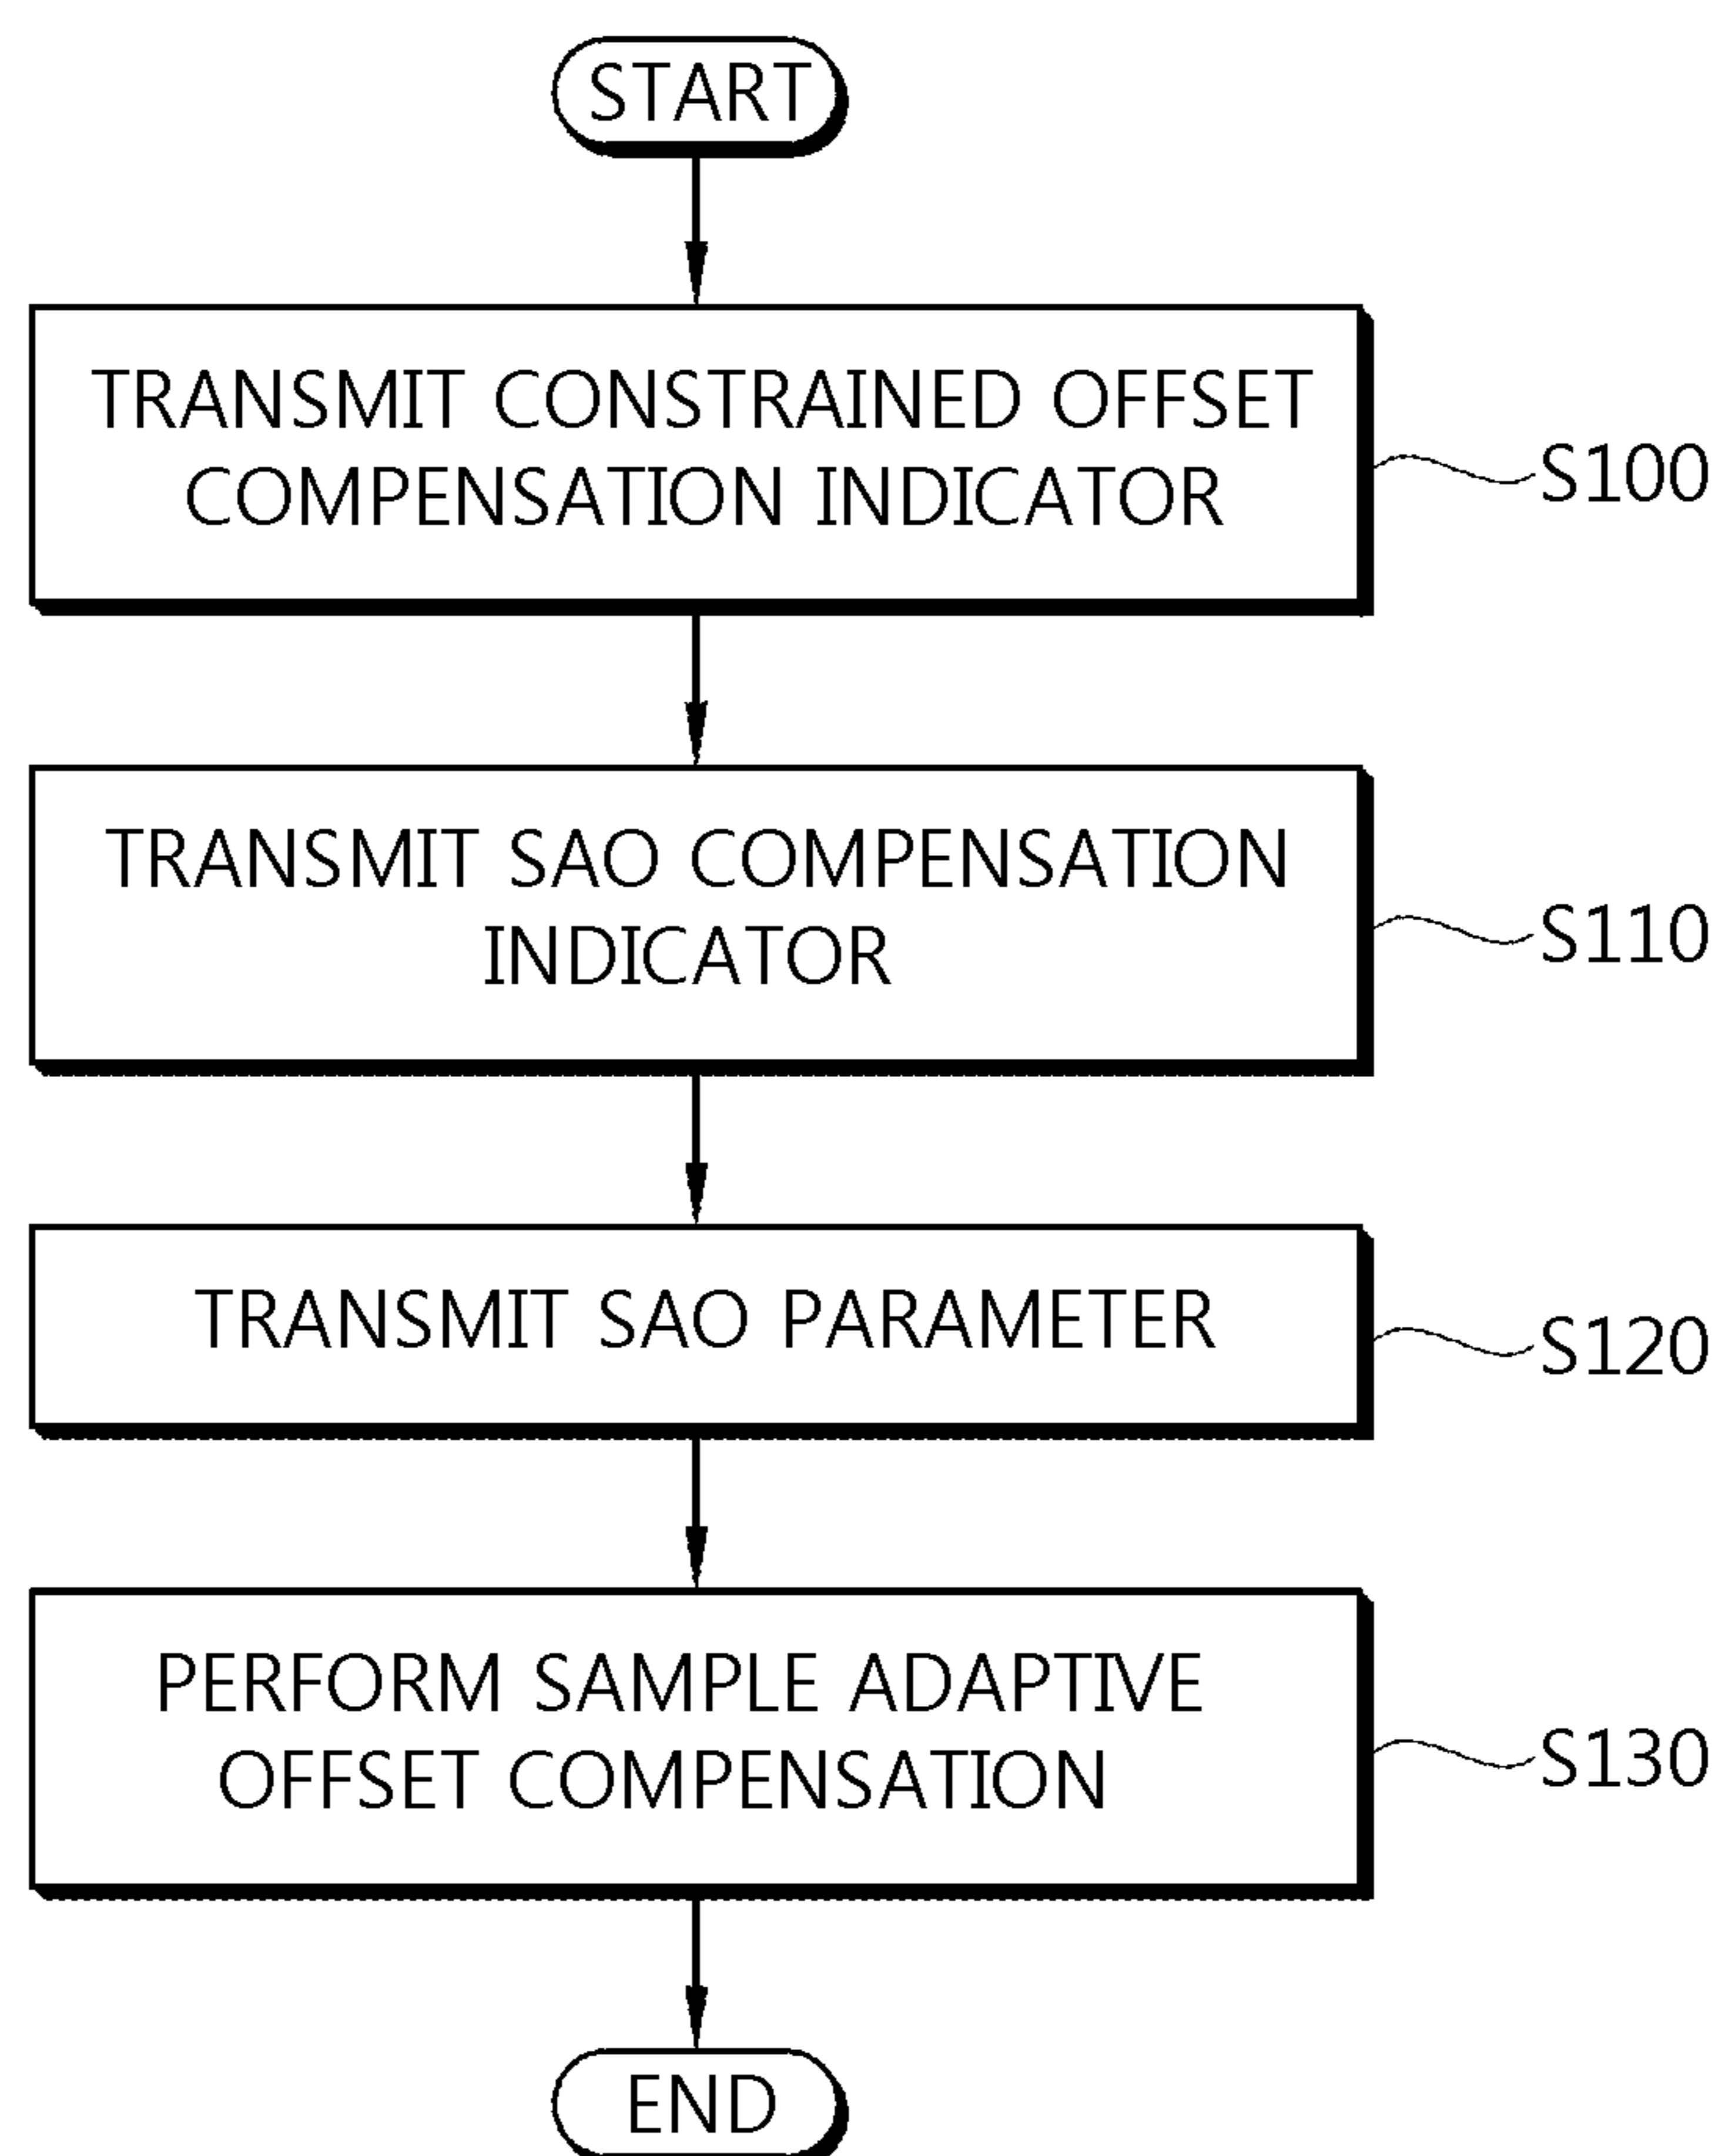 START
TRANSMIT CONSTRAINED OFFSET
COMPENSATION INDICATOR
S100
TRANSMIT SAO COMPENSATION
INDICATOR
S110
TRANSMIT SAO PARAMETER
S120
PERFORM SAMPLE ADAPTIVE
OFFSET COMPENSATION
S130
END